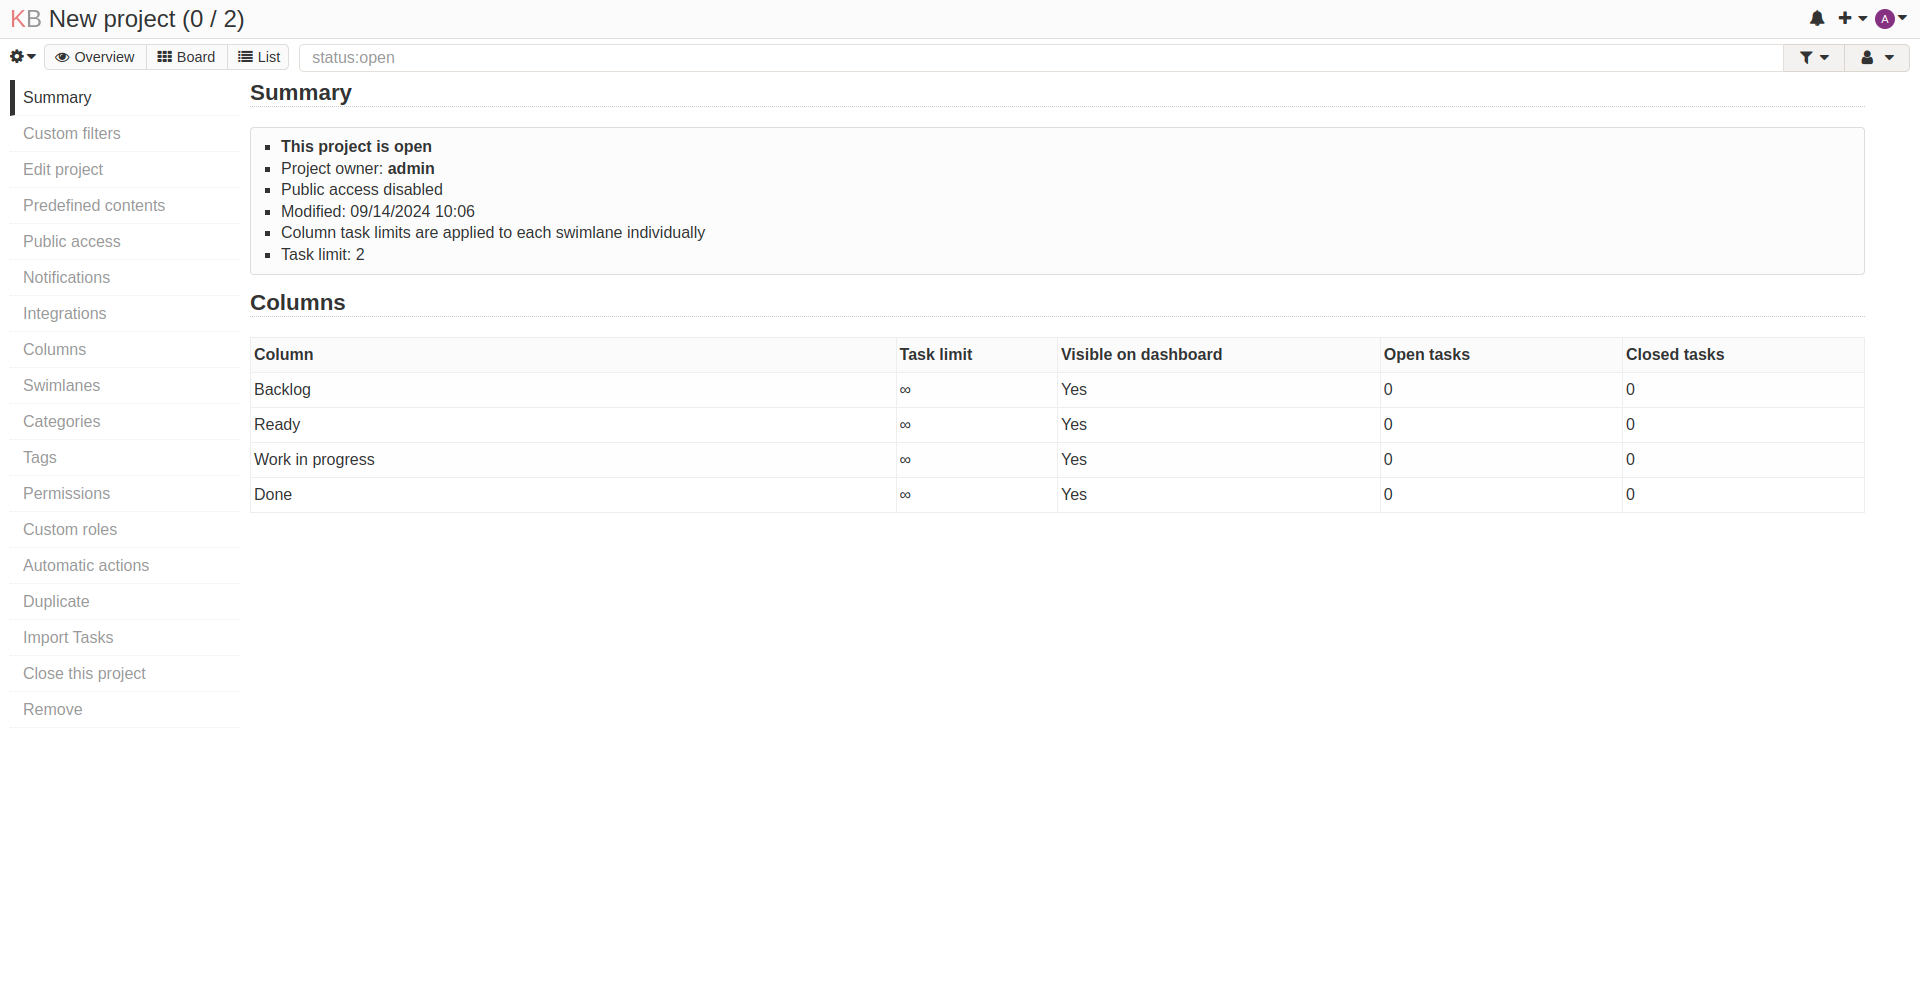 KB New project (0 / 2)
A
Overview Board List status:open
Summary
Custom filters
Edit project
Predefined contents
Public access
Notifications
Integrations
Columns
Swimlanes
Categories
Tags
Permissions
Custom roles
Automatic actions
Duplicate
Import Tasks
Close this project
Remove
Summary
This project is open
Project owner: admin
Public access disabled
Modified: 09/14/2024 10:06
Column task limits are applied to each swimlane individually
Task limit: 2
Columns
Column Task limit Visible on dashboard Open tasks Closed tasks
Backlog ∞ Yes 0 0
Ready ∞ Yes 0 0
Work in progress ∞ Yes 0 0
Done ∞ Yes 0 0